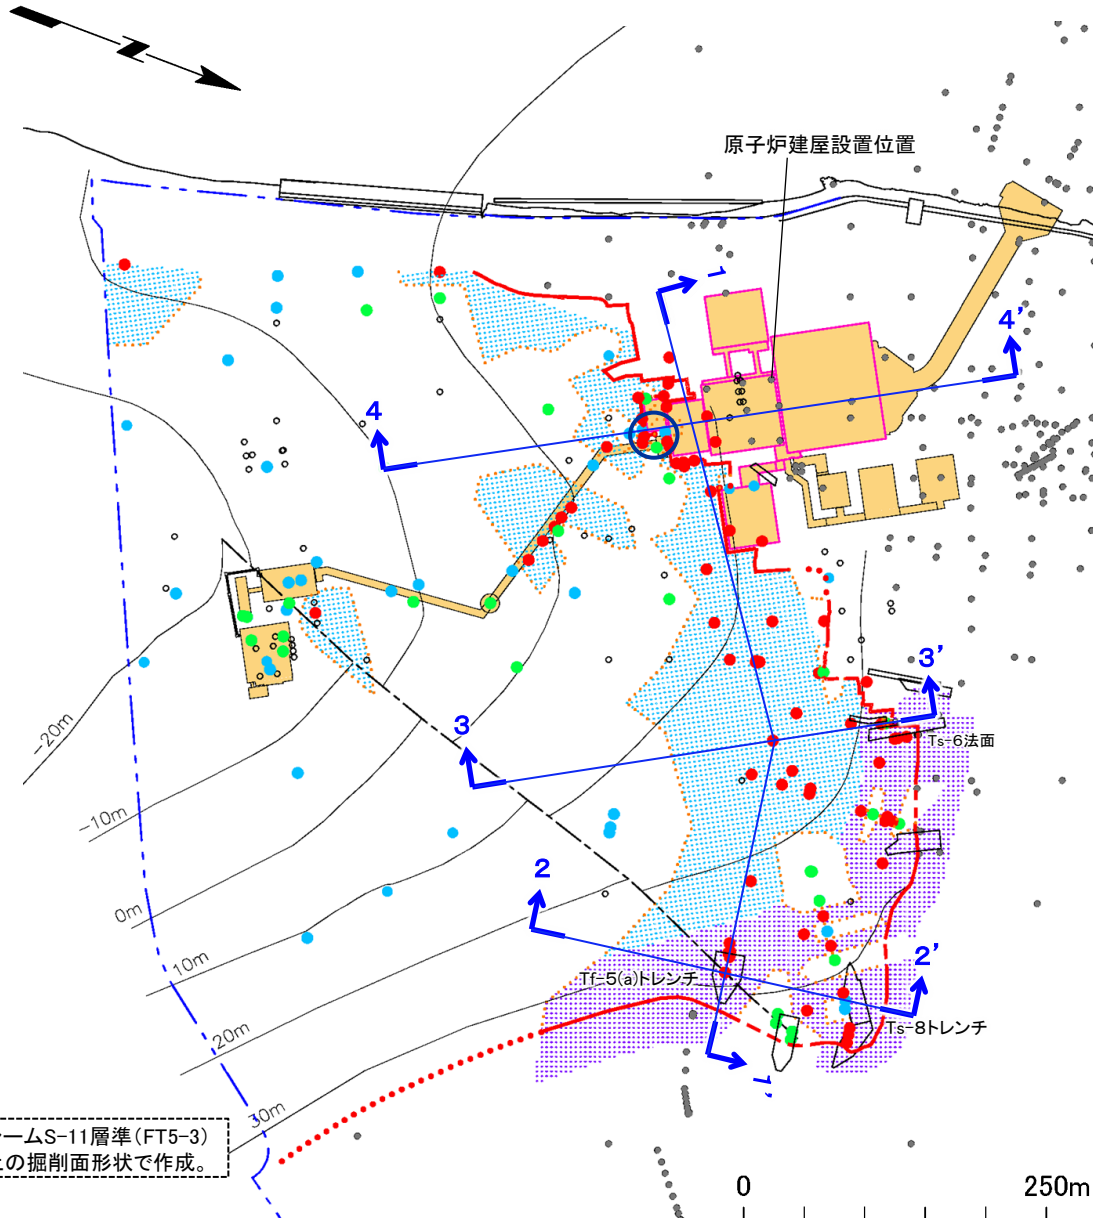 原子炉建屋設置位置
1
4'
4
3'
3
Ts-6法面
-20m
-10m
0m
2
10m
Tf-5(a)トレンチ
2'
20m
Ts-8トレンチ
1'
30m
ームS-11層準(FT5-3)
の掘削面形状で作成。
0 250m